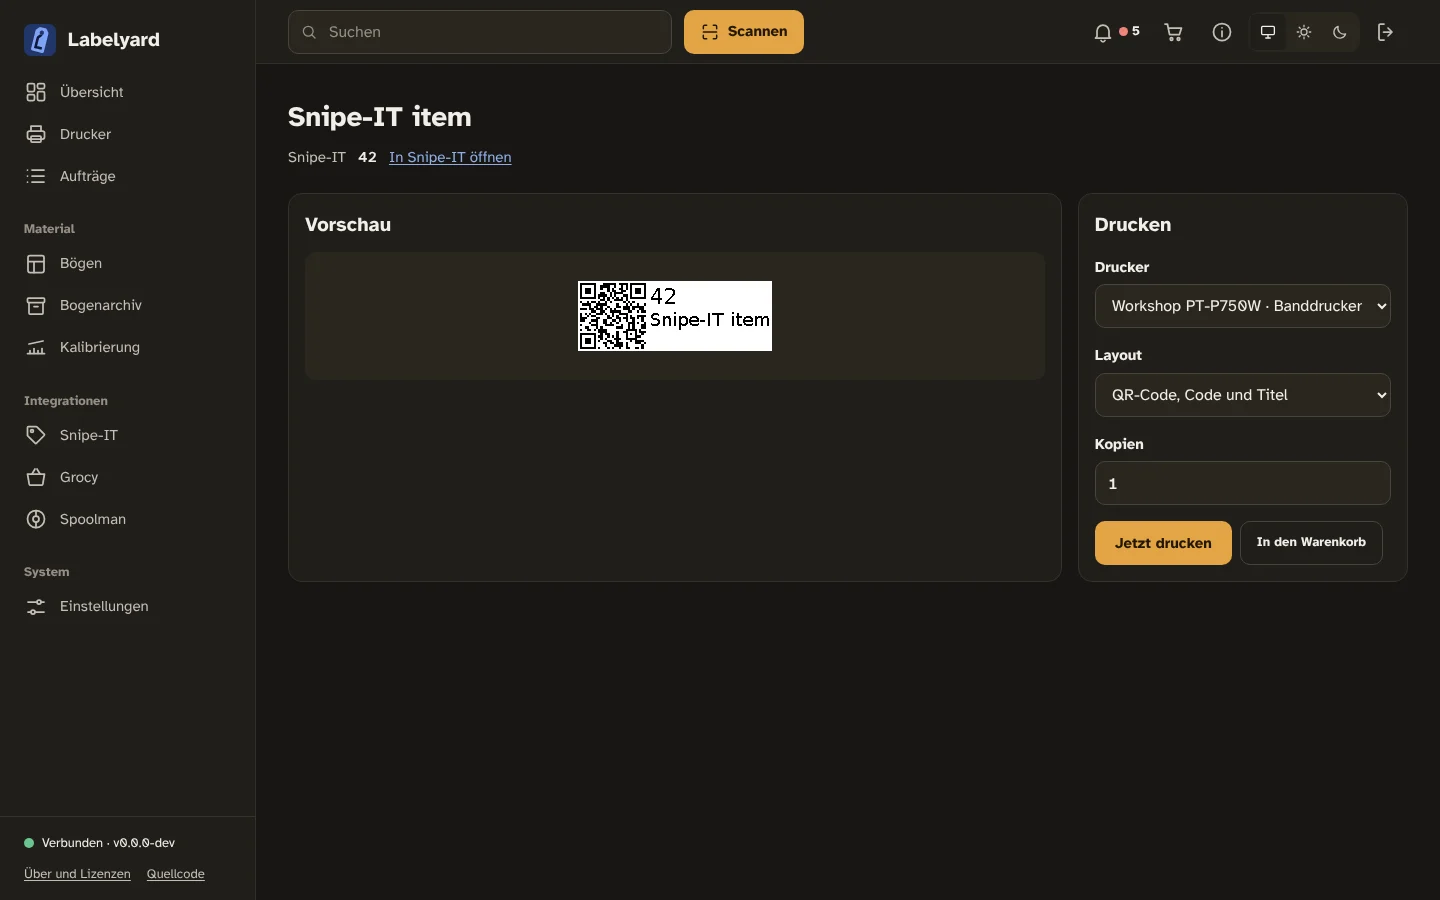 Labelyard
Übersicht
Drucker
Aufträge
Material
Bögen
Bogenarchiv
Kalibrierung
Integrationen
Snipe-IT
Grocy
Spoolman
System
Einstellungen
Verbunden · v0.0.0-dev
Über und Lizenzen Quellcode
Suchen
Scannen
5
Snipe-IT item
Snipe-IT 42 In Snipe-IT öffnen
Vorschau
42
Snipe-IT item
Drucken
Drucker
Workshop PT-P750W · Banddrucker
Layout
QR-Code, Code und Titel
Kopien
1
Jetzt drucken
In den Warenkorb